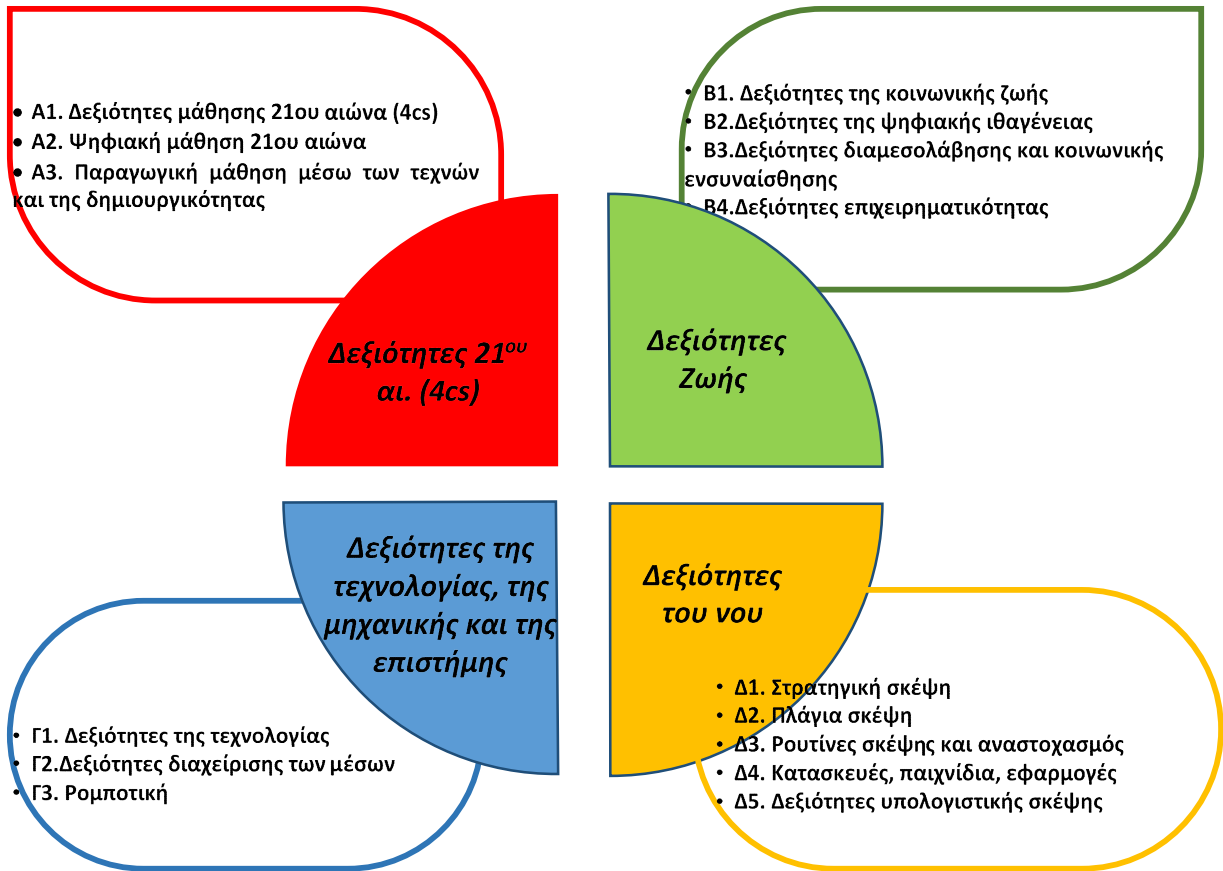 • Α1. Δεξιότητες μάθησης 21ου αιώνα (4cs)
• Α2. Ψηφιακή μάθηση 21ου αιώνα
• Α3. Παραγωγική μάθηση μέσω των τεχνών
και της δημιουργικότητας
• Β1. Δεξιότητες της κοινωνικής ζωής
• Β2.Δεξιότητες της ψηφιακής ιθαγένειας
• Β3.Δεξιότητες διαμεσολάβησης και κοινωνικής
ενσυναίσθησης
• Β4.Δεξιότητες επιχειρηματικότητας
Δεξιότητες 21ου
αι. (4cs)
Δεξιότητες
Ζωής
Δεξιότητες της
τεχνολογίας, της
μηχανικής και της
επιστήμης
Δεξιότητες
του νου
• Γ1. Δεξιότητες της τεχνολογίας
• Γ2.Δεξιότητες διαχείρισης των μέσων
• Γ3. Ρομποτική
• Δ1. Στρατηγική σκέψη
• Δ2. Πλάγια σκέψη
• Δ3. Ρουτίνες σκέψης και αναστοχασμός
• Δ4. Κατασκευές, παιχνίδια, εφαρμογές
• Δ5. Δεξιότητες υπολογιστικής σκέψης